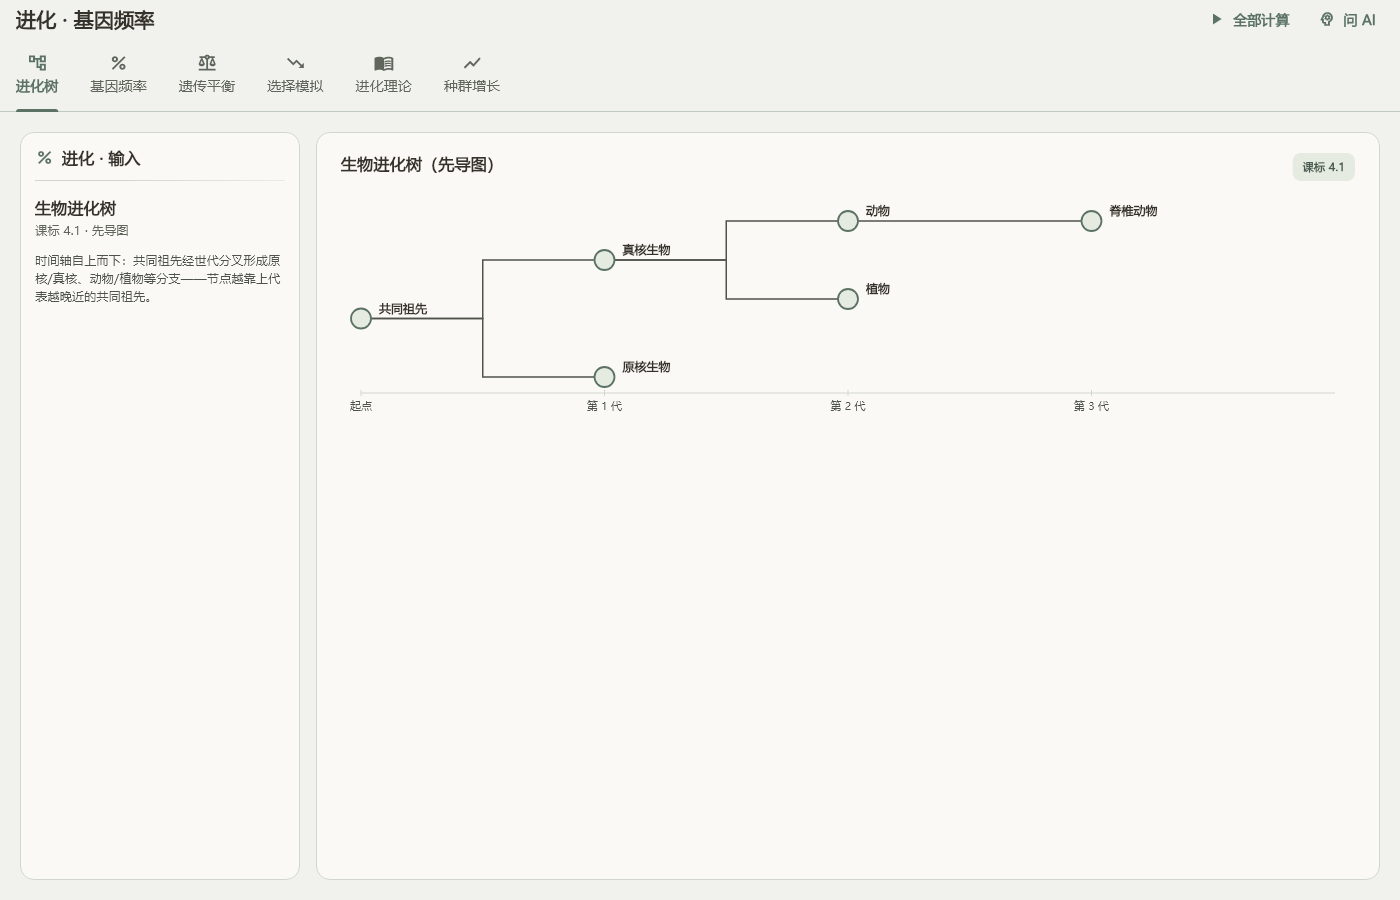 进化 · 基因频率
全部计算
问 AI
进化树
基因频率
遗传平衡
选择模拟
进化理论
种群增长
进化 · 输入
生物进化树
课标 4.1 · 先导图
时间轴自上而下：共同祖先经世代分叉形成原
核/真核、动物/植物等分支——节点越靠上代
表越晚近的共同祖先。
生物进化树（先导图）
课标 4.1
动物
脊椎动物
真核生物
植物
共同祖先
原核生物
起点
第 1 代
第 2 代
第 3 代